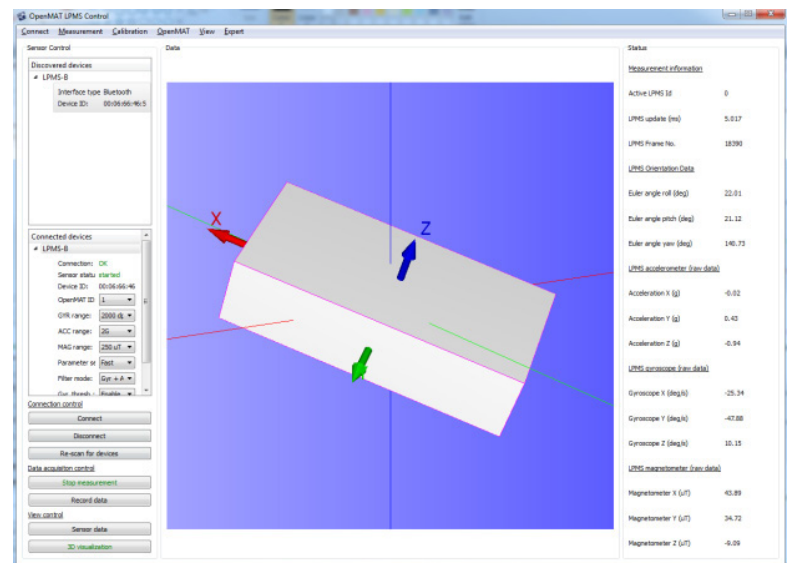 OpenMAT LPMS Control
Connect Measurement Calibration OpenMAT View Expert
Sensor Control
Discovered devices
LPMS-B
Interface type Bluetooth
Device ID: 00:06:66:46:5
Connected devices
LPMS-B
Connection: OK
Sensor statu started
Device ID: 00:06:66:46
OpenMAT ID 1
GYR range: 2000 d
ACC range: 2G
MAG range: 250 uT
Parameter se Fast
Filter mode: Gyr + A
Gyr. thresh.: Enable
Connection control
Connect
Disconnect
Re-scan for devices
Data acquisition control
Stop measurement
Record data
View control
Sensor data
3D visualization
Data
X
Z
Status
Measurement information
Active LPMS Id 0
LPMS update (ms) 5.017
LPMS Frame No. 18390
LPMS Orientation Data
Euler angle roll (deg) 22.01
Euler angle pitch (deg) 21.12
Euler angle yaw (deg) 140.73
LPMS accelerometer (raw data)
Acceleration X (g) -0.02
Acceleration Y (g) 0.43
Acceleration Z (g) -0.94
LPMS gyroscope (raw data)
Gyroscope X (deg/s) -25.34
Gyroscope Y (deg/s) -47.88
Gyroscope Z (deg/s) 10.15
LPMS magnetometer (raw data)
Magnetometer X (uT) 43.89
Magnetometer Y (uT) 34.72
Magnetometer Z (uT) -9.09